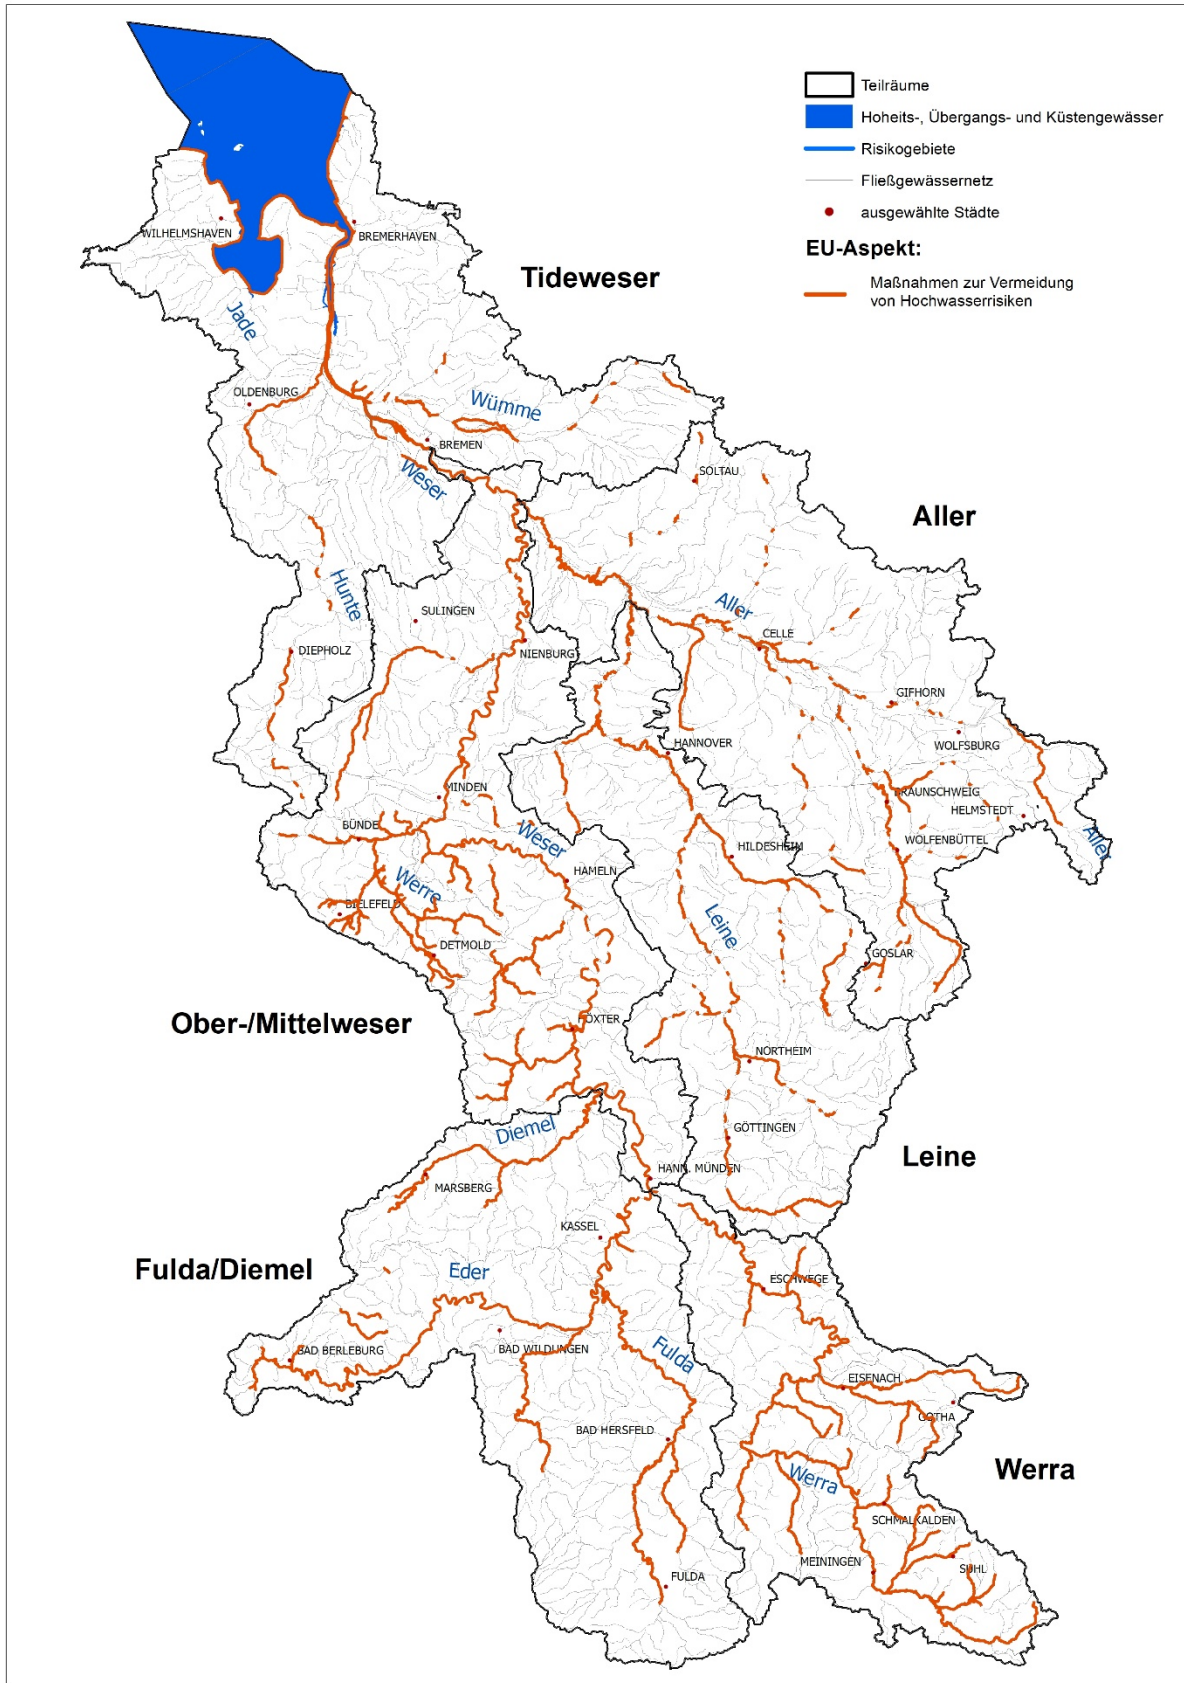 Teilräume
Hoheits-, Übergangs- und Küstengewässer
Risikogebiete
Fließgewässernetz
ausgewählte Städte
EU-Aspekt:
Maßnahmen zur Vermeidung
von Hochwasserrisiken
WILHELMSHAVEN
BREMERHAVEN
Tideweser
Jade
OLDENBURG
Wümme
BREMEN
Weser
SOLTAU
Aller
Hunte
SULINGEN
Aller
CELLE
DIEPHOLZ
NIENBURG
GIFHORN
HANNOVER
WOLFSBURG
MINDEN
BRAUNSCHWEIG
HELMSTEDT
BÜNDE
Weser
HILDESHEIM
WOLFENBÜTTEL
Aller
HAMELN
Werre
BIELEFELD
Leine
DETMOLD
GOSLAR
Ober-/Mittelweser
HÖXTER
NORTHEIM
Diemel
GÖTTINGEN
Leine
HANN. MÜNDEN
MARSBERG
KASSEL
Fulda/Diemel
Eder
ESCHWEGE
BAD BERLEBURG
BAD WILDUNGEN
Fulda
EISENACH
GOTHA
BAD HERSFELD
Werra
Werra
SCHMALKALDEN
MEININGEN
SUHL
FULDA